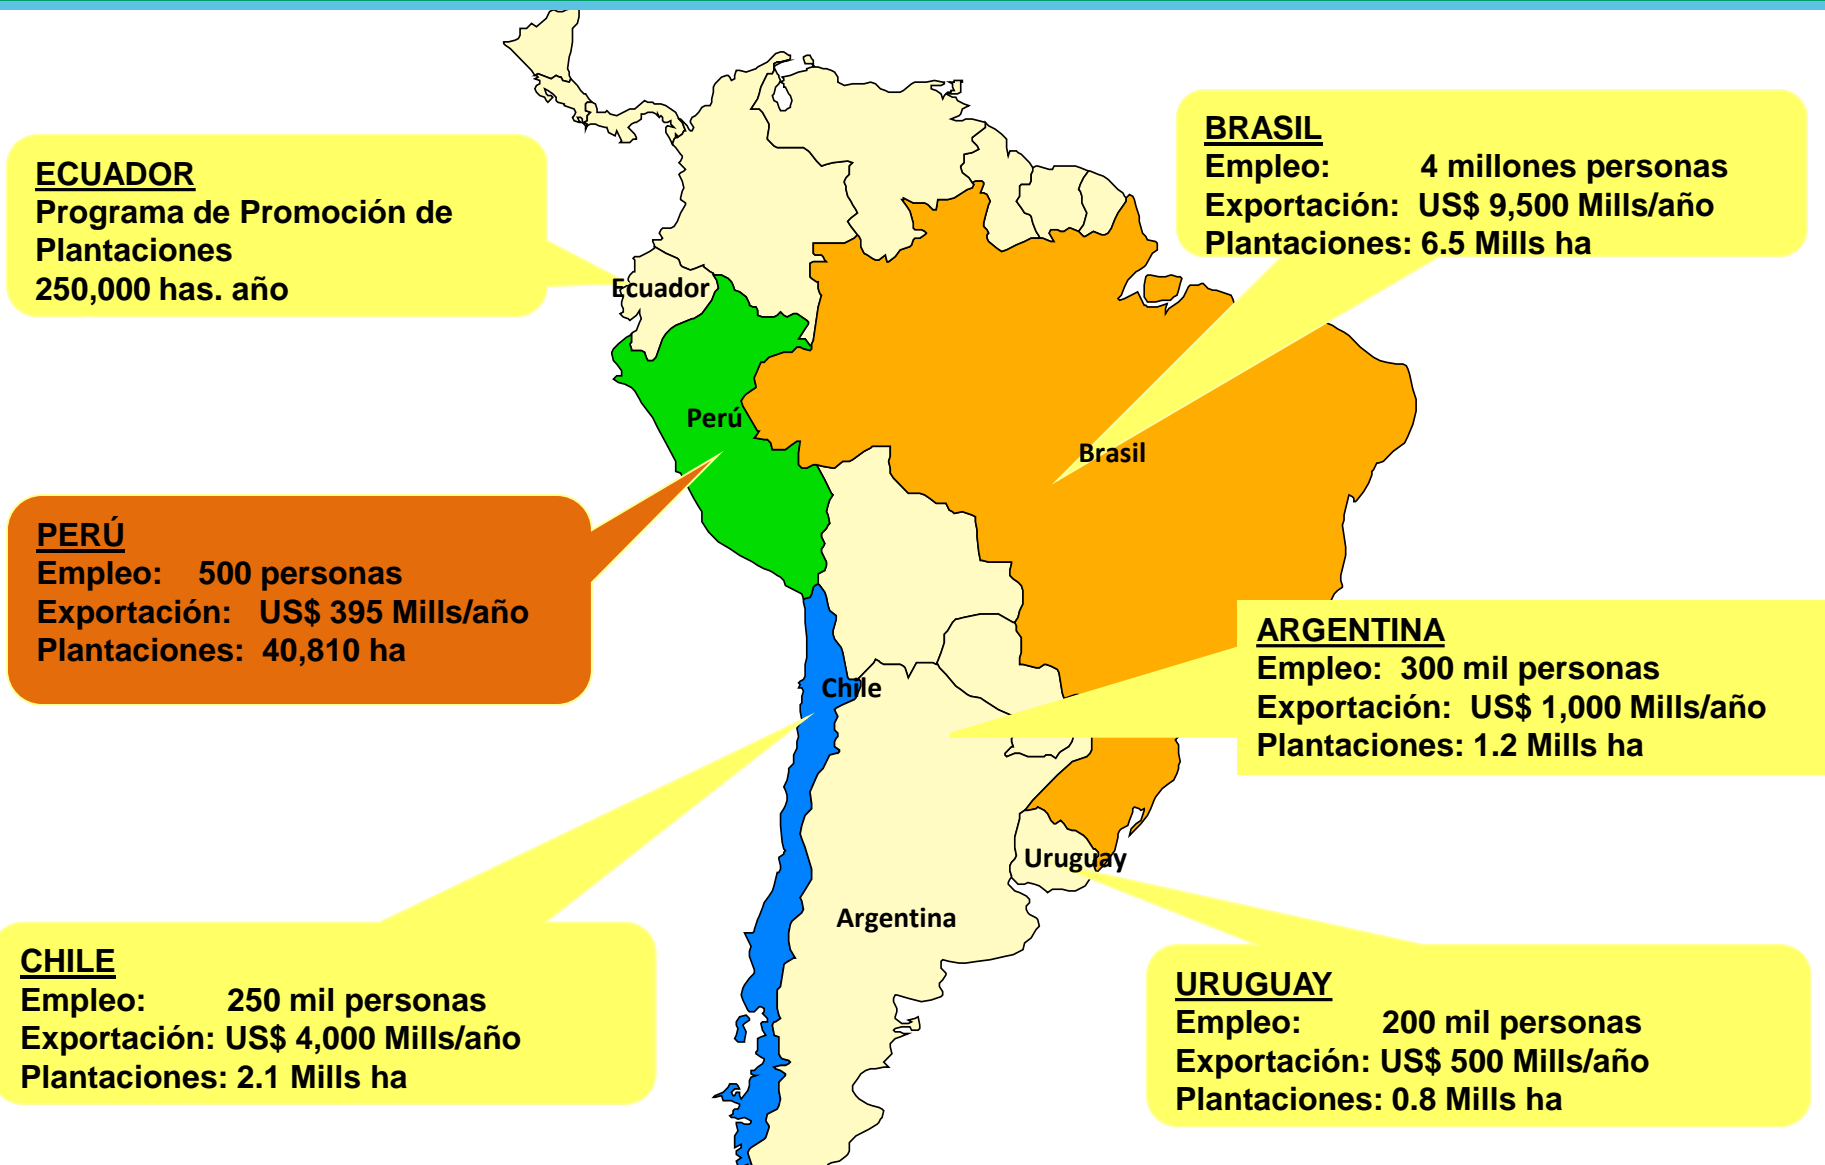 ECUADOR
Programa de Promoción de
Plantaciones
250,000 has. año
BRASIL
Empleo: 4 millones personas
Exportación: US$ 9,500 Mills/año
Plantaciones: 6.5 Mills ha
Ecuador
Perú
Brasil
PERÚ
Empleo: 500 personas
Exportación: US$ 395 Mills/año
Plantaciones: 40,810 ha
ARGENTINA
Empleo: 300 mil personas
Exportación: US$ 1,000 Mills/año
Plantaciones: 1.2 Mills ha
Chile
Uruguay
Argentina
CHILE
Empleo: 250 mil personas
Exportación: US$ 4,000 Mills/año
Plantaciones: 2.1 Mills ha
URUGUAY
Empleo: 200 mil personas
Exportación: US$ 500 Mills/año
Plantaciones: 0.8 Mills ha